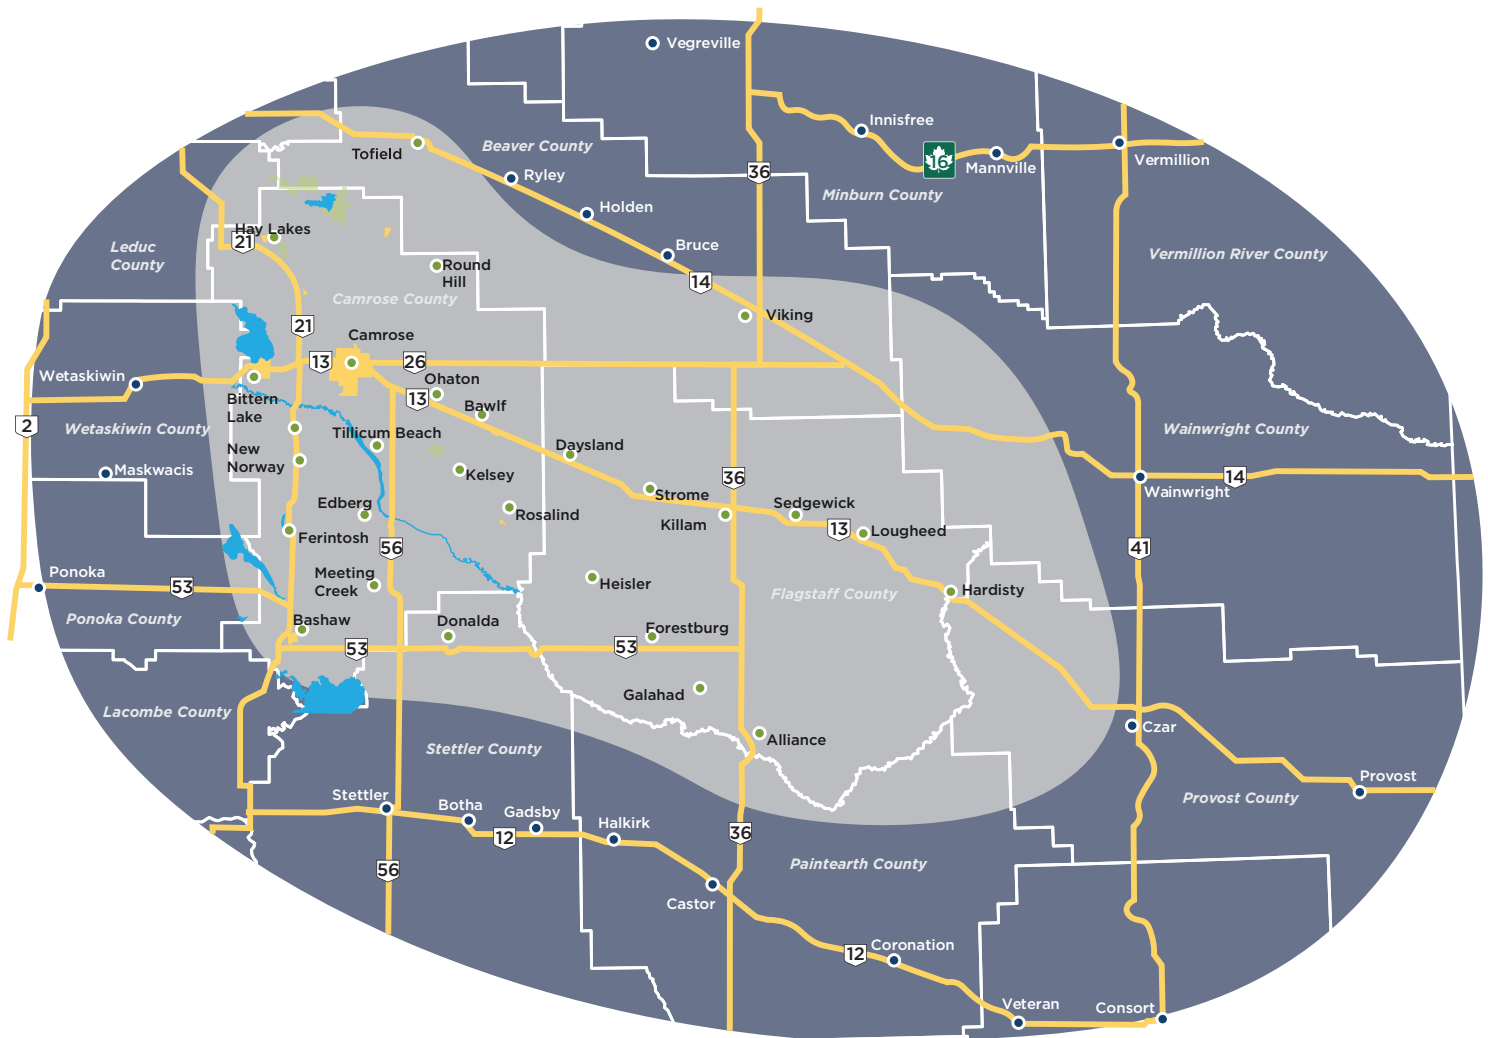 Vegreville
Innisfree
16
Mannville
Vermillion
Beaver County
Tofield
36
Ryley
Minburn County
Holden
Hay Lakes
21
Leduc
County
Bruce
Vermillion River County
Round
Hill
14
Camrose County
Viking
21
Camrose
13
26
Wetaskiwin
Ohaton
13
Bittern
Lake
Bawlf
2
Wetaskiwin County
Tillicum Beach
Wainwright County
New
Norway
Daysland
Maskwacis
Kelsey
36
14
Wainwright
Strome
Edberg
Rosalind
Sedgewick
Killam
13
Lougheed
Ferintosh
56
41
Ponoka
Meeting
Creek
53
Heisler
Flagstaff County
Hardisty
Ponoka County
Bashaw
Donalda
Forestburg
53
53
Galahad
Lacombe County
Czar
Alliance
Stettler County
Provost
Stettler
Provost County
Botha
Gadsby
Halkirk
12
36
Paintearth County
56
Castor
Coronation
12
Veteran
Consort